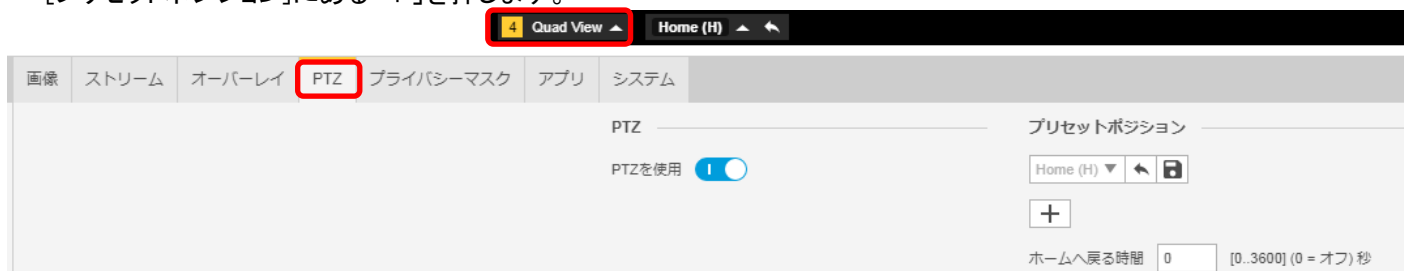 4 Quad View Home (H)
画像 ストリーム オーバーレイ PTZ プライバシーマスク アプリ システム
PTZ プリセットポジション
PTZを使用 Home (H)
ホームへ戻る時間 0 [0..3600] (0 = オフ) 秒